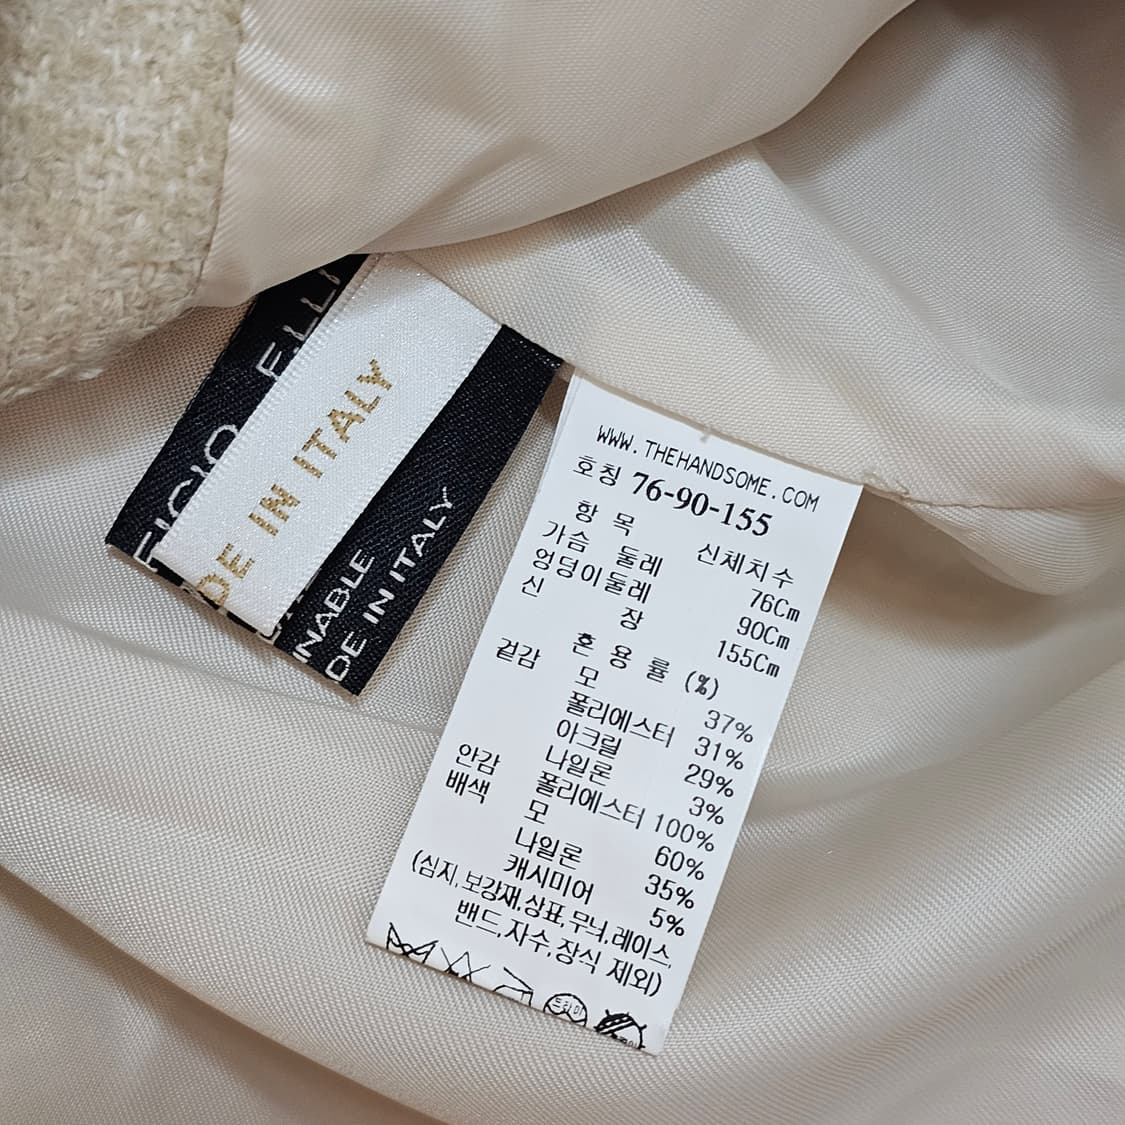 E.LLI
DE IN ITALY
INABLE
DE IN ITALY
WWW.THEHANDSOME.COM
호칭 76-90-155
항 목 신체치수
가슴 둘레 76Cm
엉덩이둘레 90Cm
신 장 155Cm
혼 용 률 (%)
겉감 모 37%
폴리에스터 31%
아크릴 29%
나일론 3%
안감 폴리에스터 100%
배색 모 60%
나일론 35%
캐시미어 5%
(심지,보강재,상표,무늬,레이스,
밴드,자수,장식 제외)
드라이